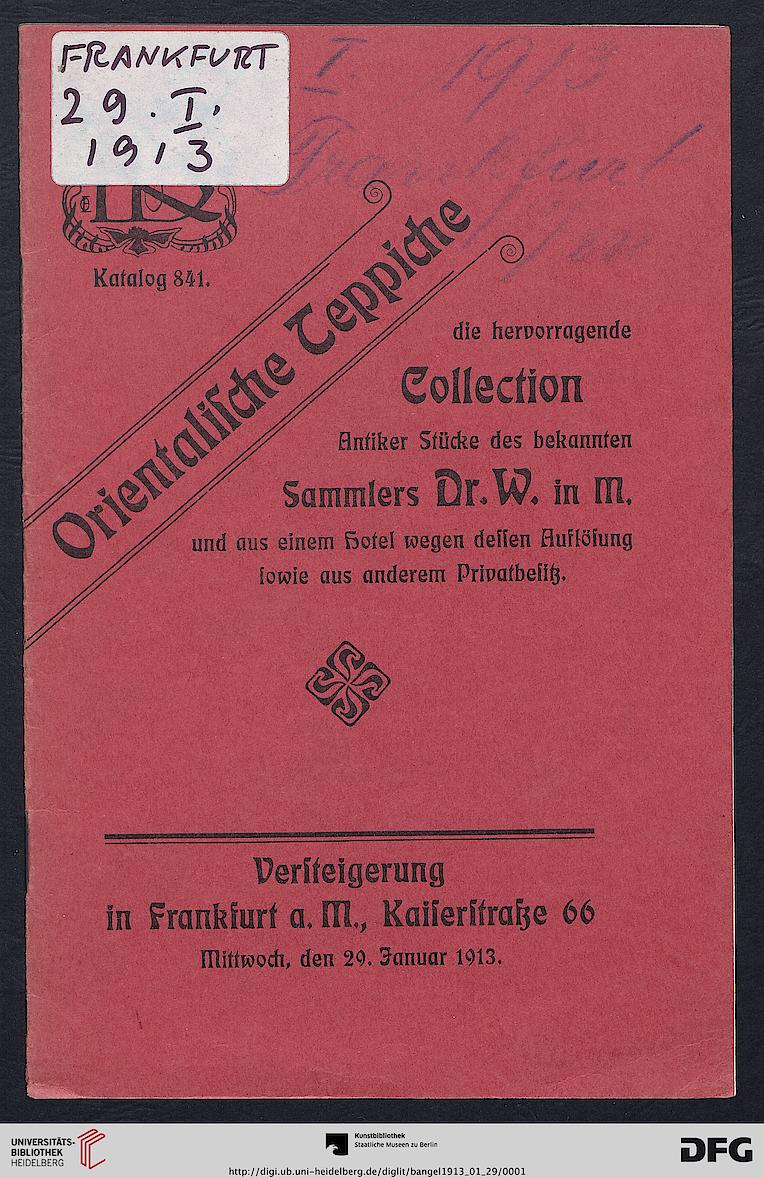 FRANKFURT
29. I.
1913
I. 1913
Frankfurt
Katalog 841.
Orientaliſche Teppiche
die hervorragende
Collection
Antiker Stücke des bekannten
Sammlers Dr. W. in M.
und aus einem Hotel wegen deſſen Auflöſung
ſowie aus anderem Privatbeſitz.
Verſteigerung
in Frankfurt a. M., Kaiſerſtraße 66
Mittwoch, den 29. Januar 1913.
UNIVERSITÄTS-
BIBLIOTHEK
HEIDELBERG
Kunstbibliothek
Staatliche Museen zu Berlin
DFG
http://digi.ub.uni-heidelberg.de/diglit/bangel1913_01_29/0001